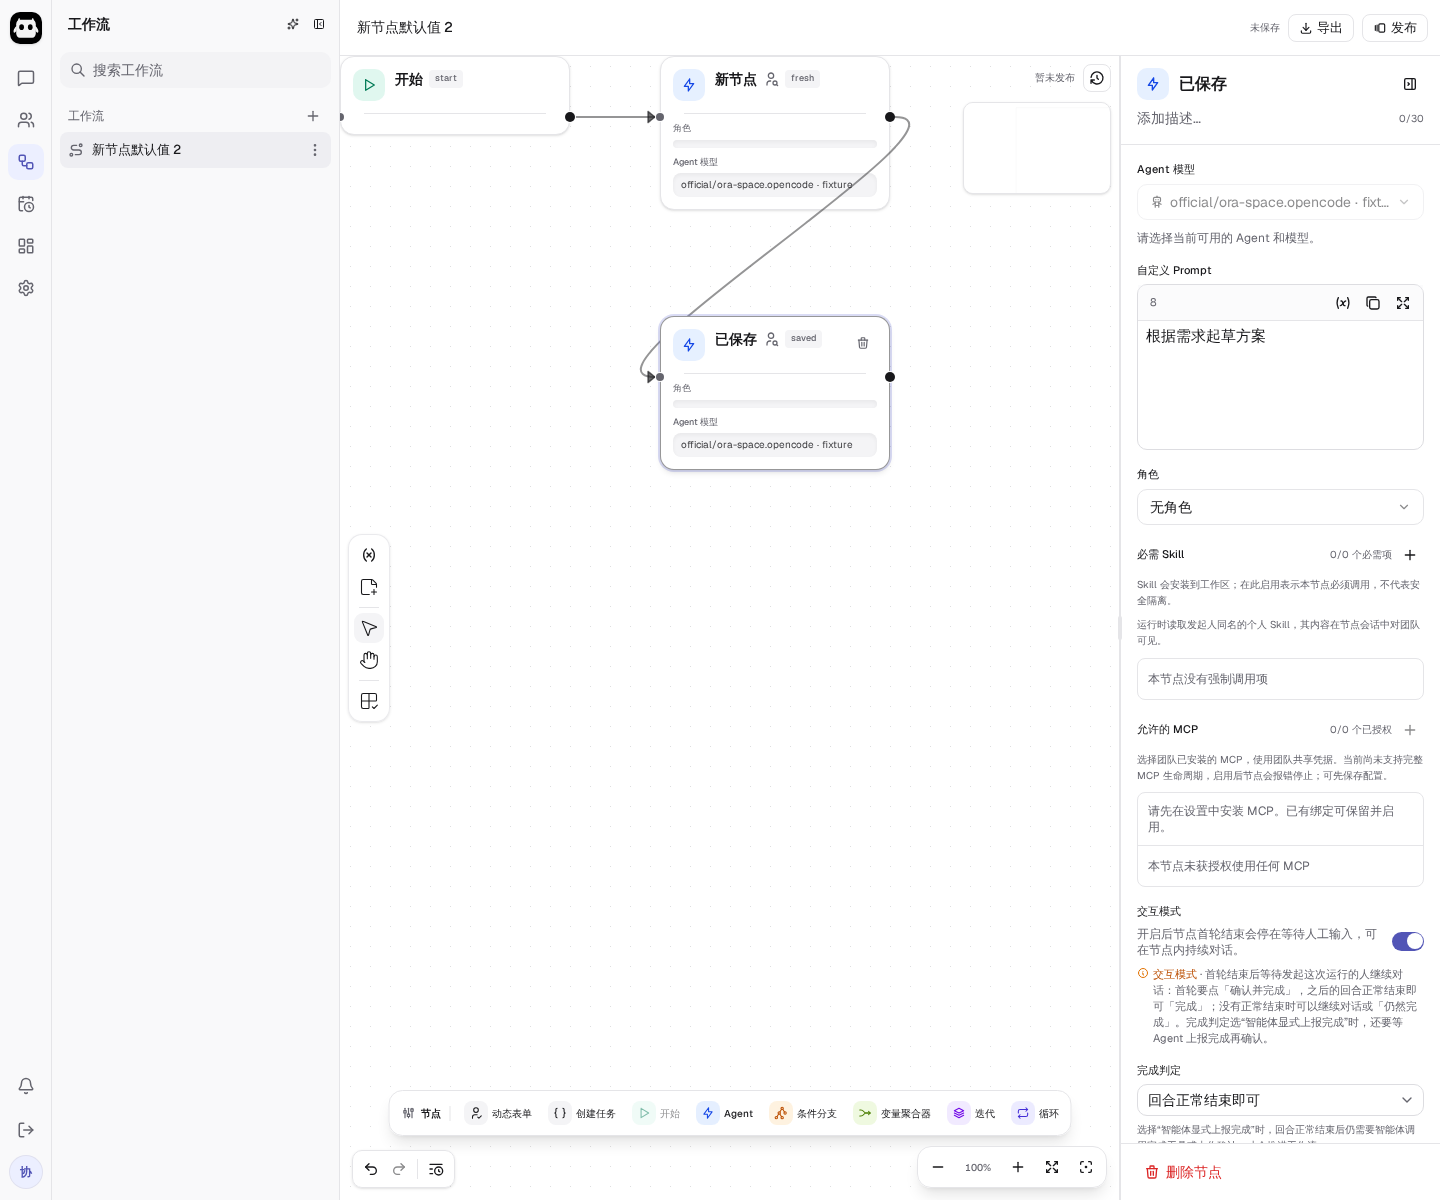 工作流
搜索工作流
工作流
新节点默认值 2
协
新节点默认值 2
未保存
导出
发布
开始 start
新节点 fresh
角色
Agent 模型
official/ora-space.opencode · fixture
暂未发布
已保存 saved
角色
Agent 模型
official/ora-space.opencode · fixture
节点
动态表单
创建任务
开始
Agent
条件分支
变量聚合器
迭代
循环
100%
已保存
添加描述...
0/30
Agent 模型
official/ora-space.opencode · fixt...
请选择当前可用的 Agent 和模型。
自定义 Prompt
8
(x)
根据需求起草方案
角色
无角色
必需 Skill
0/0 个必需项
Skill 会安装到工作区；在此启用表示本节点必须调用，不代表安
全隔离。
运行时读取发起人同名的个人 Skill，其内容在节点会话中对团队
可见。
本节点没有强制调用项
允许的 MCP
0/0 个已授权
选择团队已安装的 MCP，使用团队共享凭据。当前尚未支持完整
MCP 生命周期，启用后节点会报错停止；可先保存配置。
请先在设置中安装 MCP。已有绑定可保留并启
用。
本节点未获授权使用任何 MCP
交互模式
开启后节点首轮结束会停在等待人工输入，可
在节点内持续对话。
交互模式 · 首轮结束后等待发起这次运行的人继续对
话：首轮要点「确认并完成」，之后的回合正常结束即
可「完成」；没有正常结束时可以继续对话或「仍然完
成」。完成判定选“智能体显式上报完成”时，还要等
Agent 上报完成再确认。
完成判定
回合正常结束即可
选择“智能体显式上报完成”时，回合正常结束后仍需要智能体调
删除节点